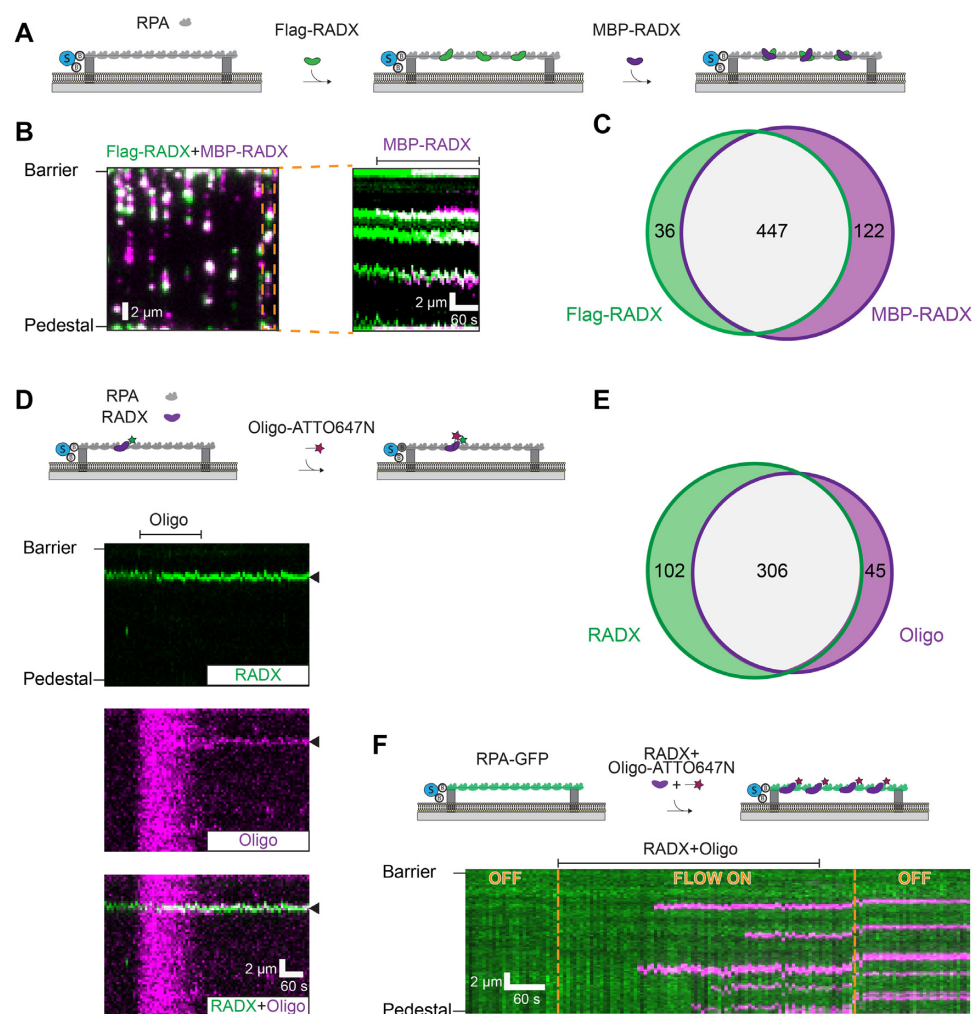 A
RPA
Flag-RADX
MBP-RADX
S B B
S B B
S B B
B
Flag-RADX+MBP-RADX
MBP-RADX
Barrier
Pedestal
2 µm
2 µm
60 s
C
36
447
122
Flag-RADX
MBP-RADX
D
RPA
RADX
Oligo-ATTO647N
S B B
S B B
Oligo
Barrier
Pedestal
RADX
Oligo
2 µm
60 s
RADX+Oligo
E
102
306
45
RADX
Oligo
F
RPA-GFP
RADX+
Oligo-ATTO647N
+
S B B
S B B
RADX+Oligo
Barrier
OFF
FLOW ON
OFF
2 µm
60 s
Pedestal